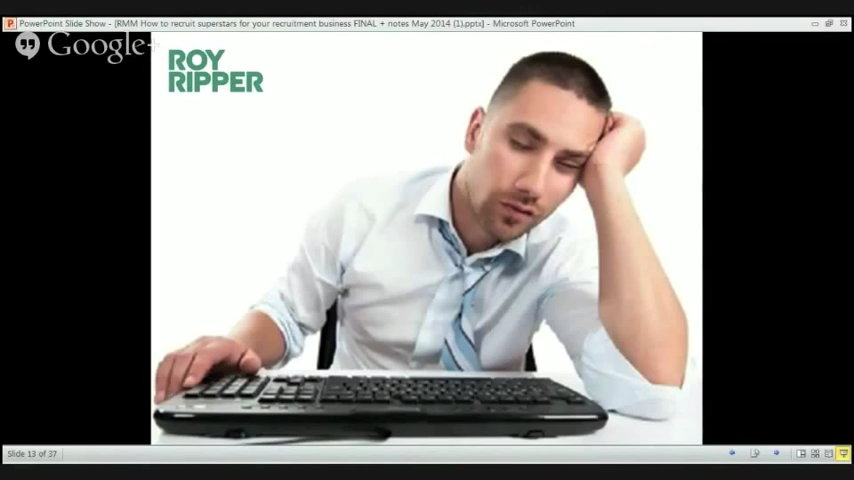 PowerPoint Slide Show - [RMM How to recruit superstars for your recruitment business FINAL + notes May 2014 (1).pptx] - Microsoft PowerPoint
Google+
ROY
RIPPER
Slide 13 of 37